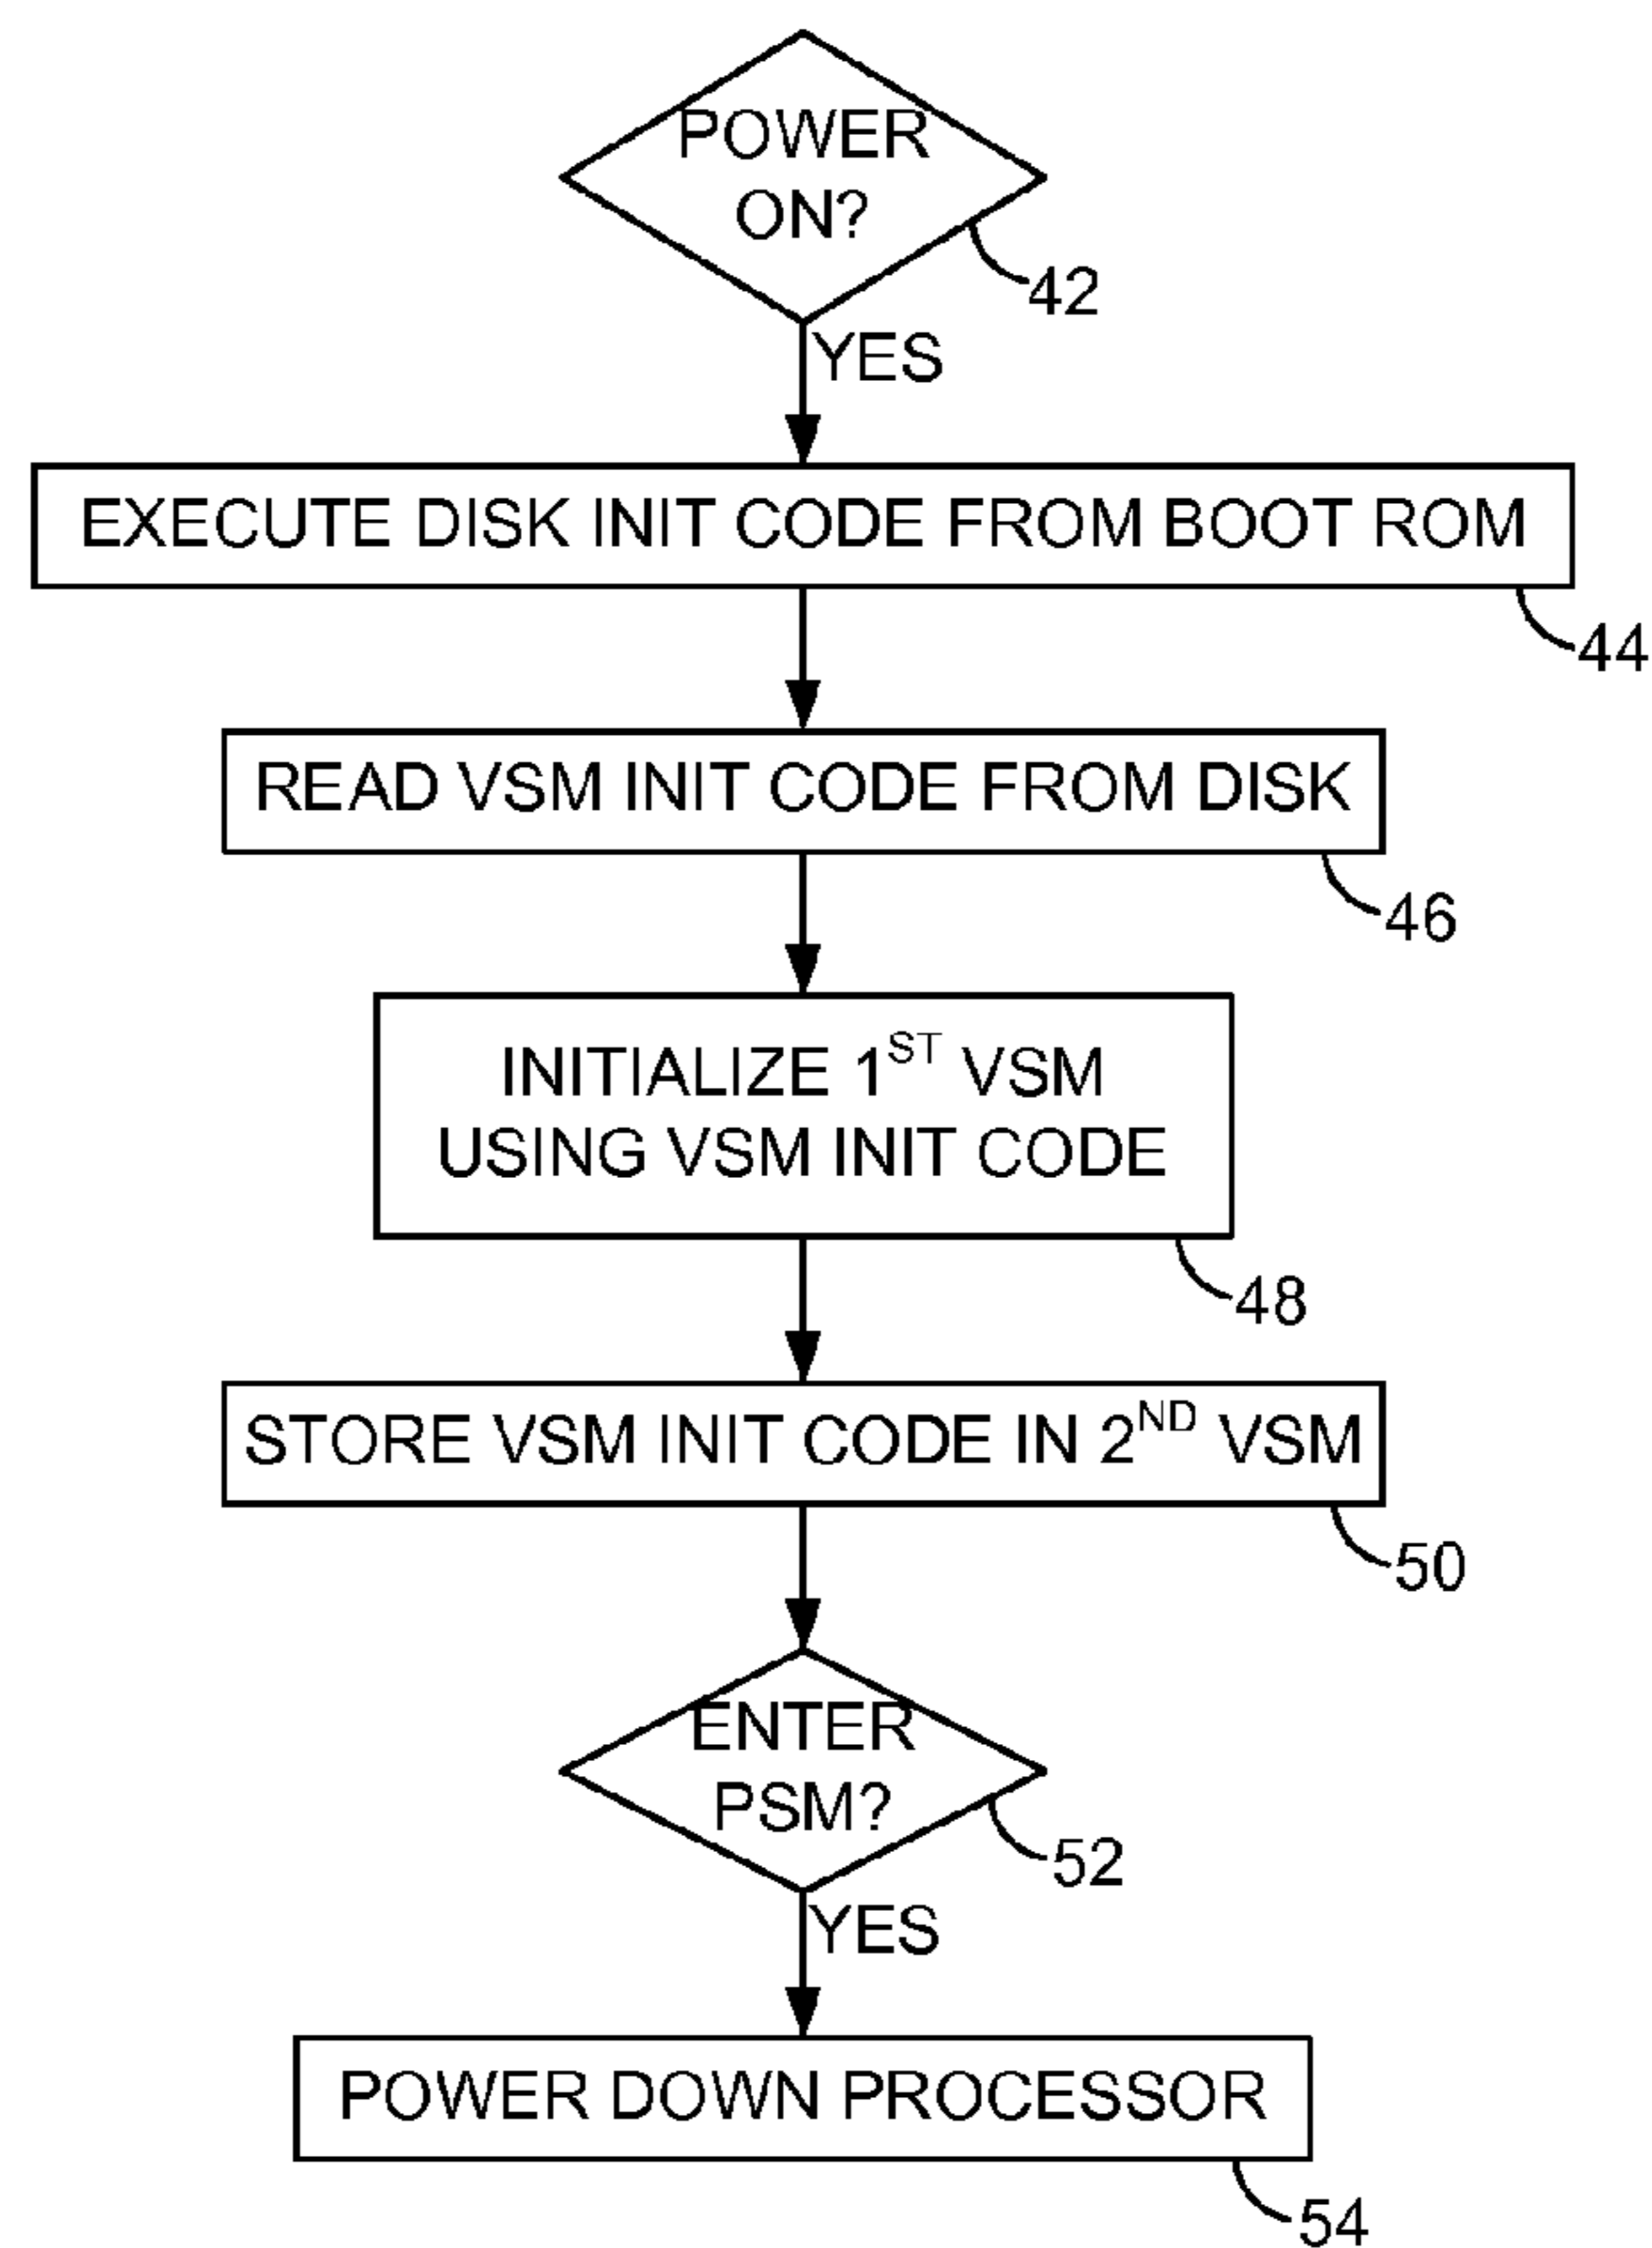 POWER
ON?
42
YES
EXECUTE DISK INIT CODE FROM BOOT ROM
44
READ VSM INIT CODE FROM DISK
46
INITIALIZE 1ST VSM
USING VSM INIT CODE
48
STORE VSM INIT CODE IN 2ND VSM
50
ENTER
PSM?
52
YES
POWER DOWN PROCESSOR
54